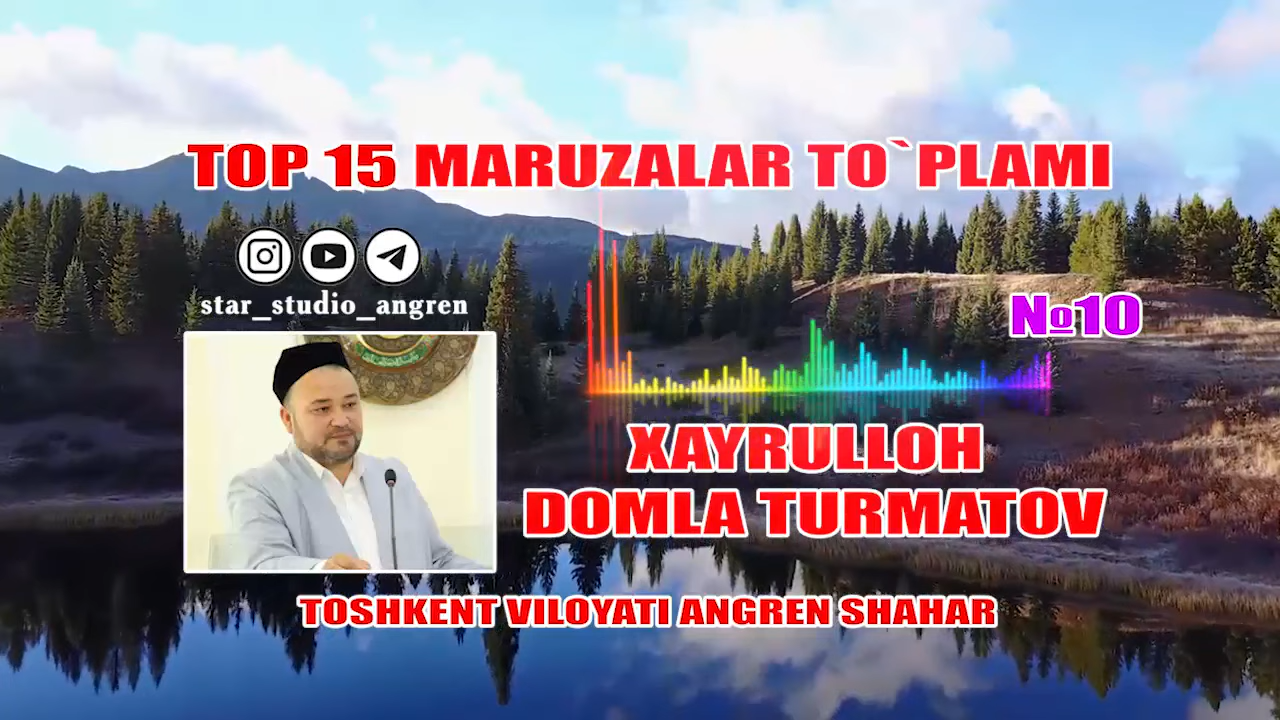 TOP 15 MARUZALAR TO`PLAMI
star_studio_angren
№10
XAYRULLOH
DOMLA TURMATOV
TOSHKENT VILOYATI ANGREN SHAHAR